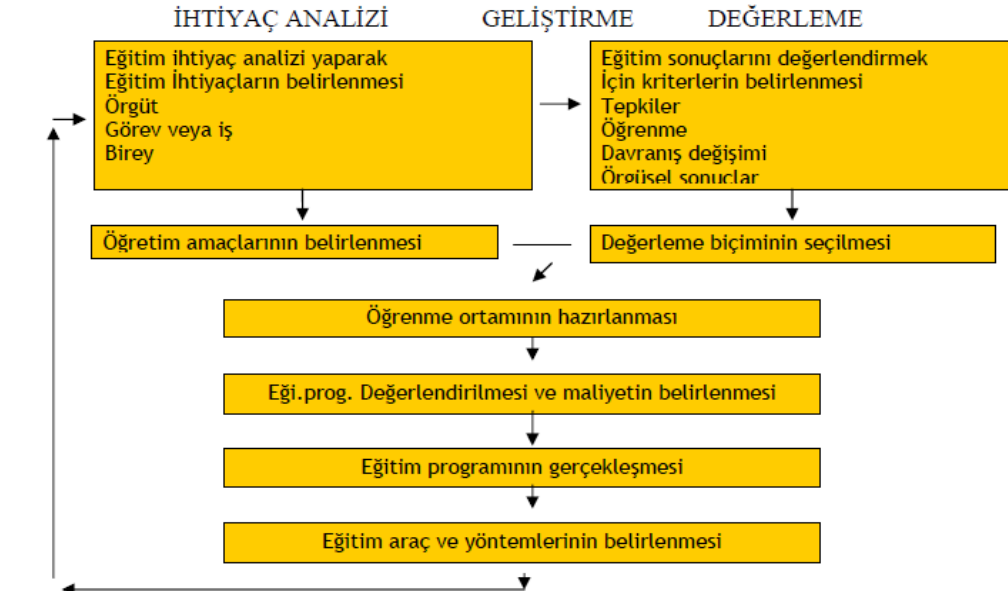 İHTİYAÇ ANALİZİ
GELİŞTİRME
DEĞERLEME
Eğitim ihtiyaç analizi yaparak
Eğitim İhtiyaçların belirlenmesi
Örgüt
Görev veya iş
Birey
Eğitim sonuçlarını değerlendirmek
İçin kriterlerin belirlenmesi
Tepkiler
Öğrenme
Davranış değişimi
Örgüsel sonuçlar
Öğretim amaçlarının belirlenmesi
Değerleme biçiminin seçilmesi
Öğrenme ortamının hazırlanması
Eği.prog. Değerlendirilmesi ve maliyetin belirlenmesi
Eğitim programının gerçekleşmesi
Eğitim araç ve yöntemlerinin belirlenmesi